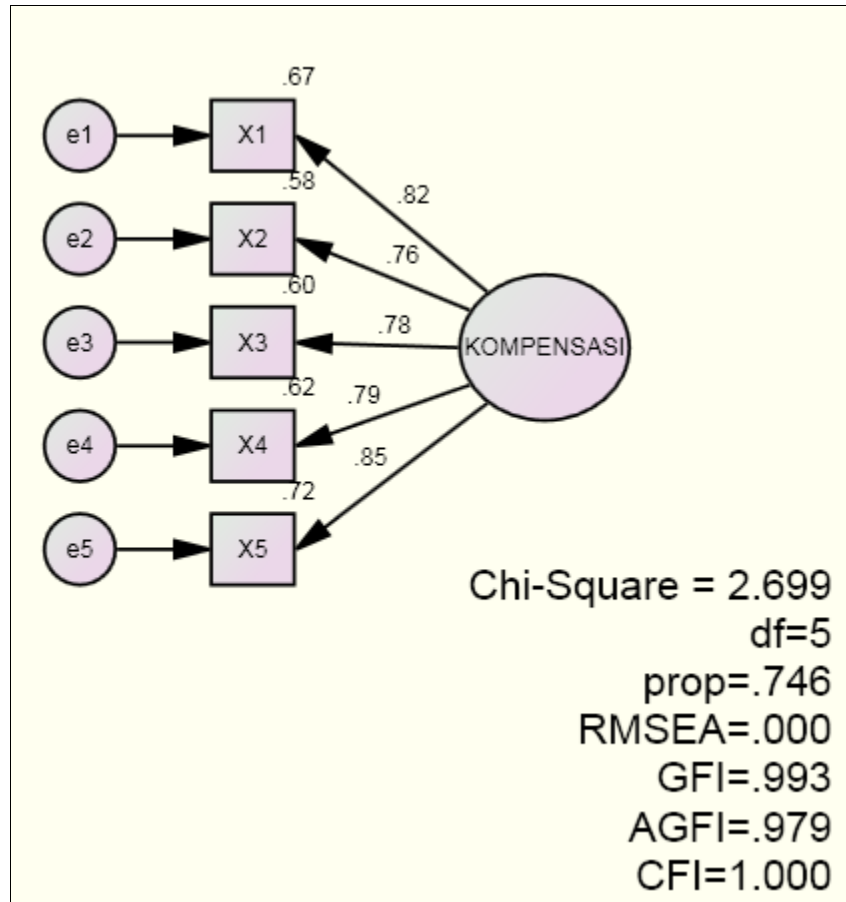 .67
e1 X1
.82
.58
e2 X2
.76
.60
e3 X3
.78
KOMPENSASI
.62
.79
e4 X4
.85
.72
e5 X5
Chi-Square = 2.699
df=5
prop=.746
RMSEA=.000
GFI=.993
AGFI=.979
CFI=1.000